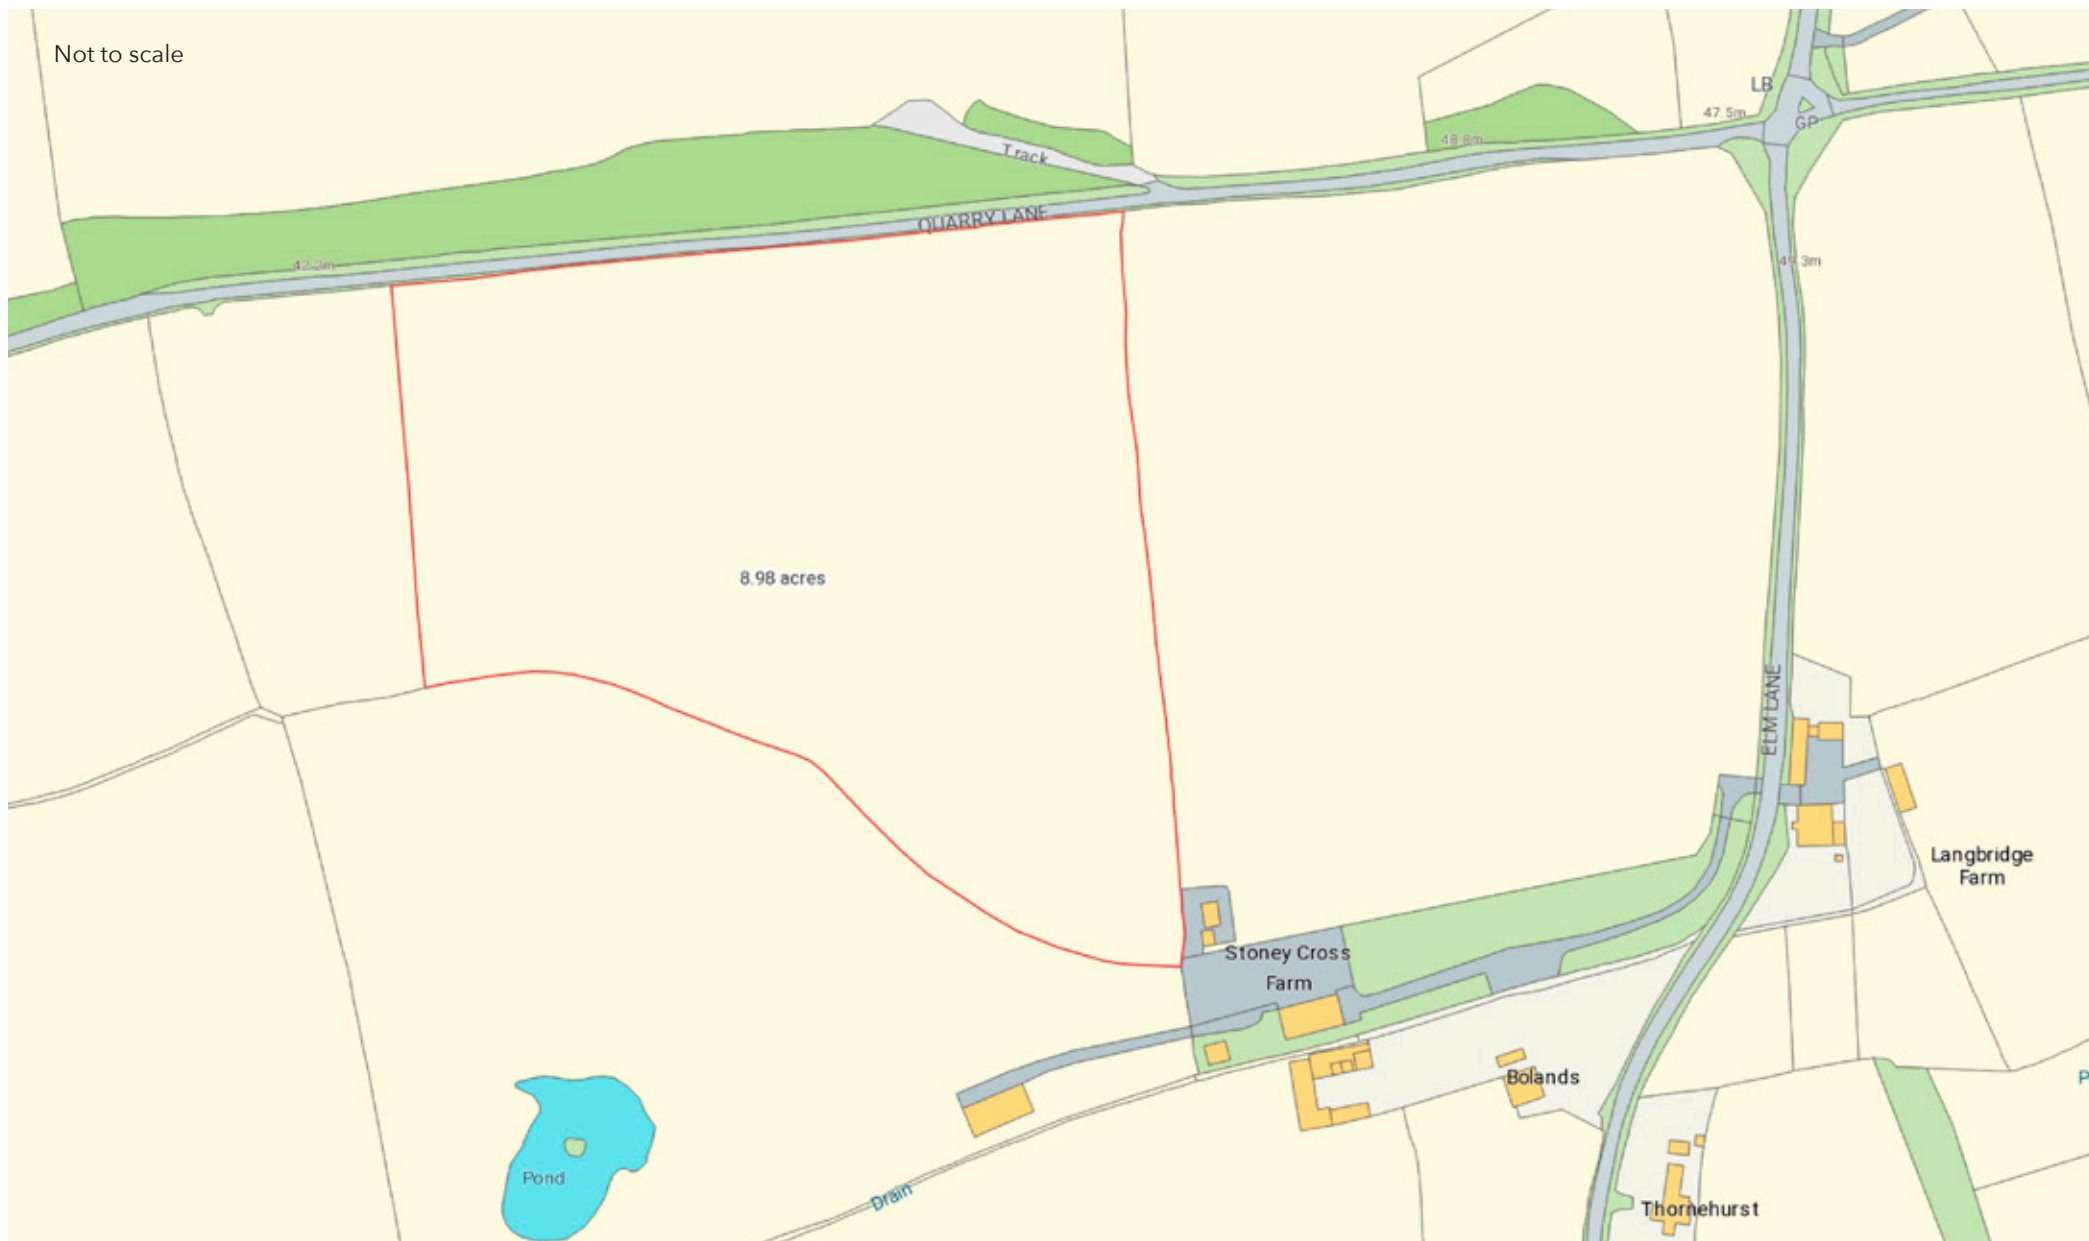 Not to scale
LB
47.5m
GP
48.8m
Track
QUARRY LANE
42.2m
49.3m
8.98 acres
ELM LANE
Langbridge
Farm
Stoney Cross
Farm
Bolands
Pond
Drain
Thornehurst
P